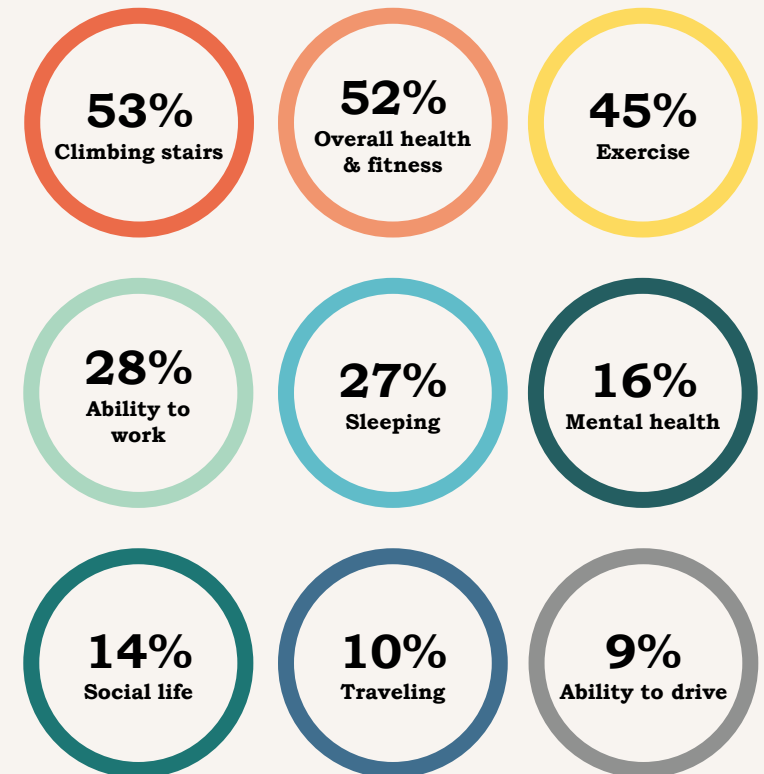 53%
Climbing stairs
52%
Overall health
& fitness
45%
Exercise
28%
Ability to
work
27%
Sleeping
16%
Mental health
14%
Social life
10%
Traveling
9%
Ability to drive